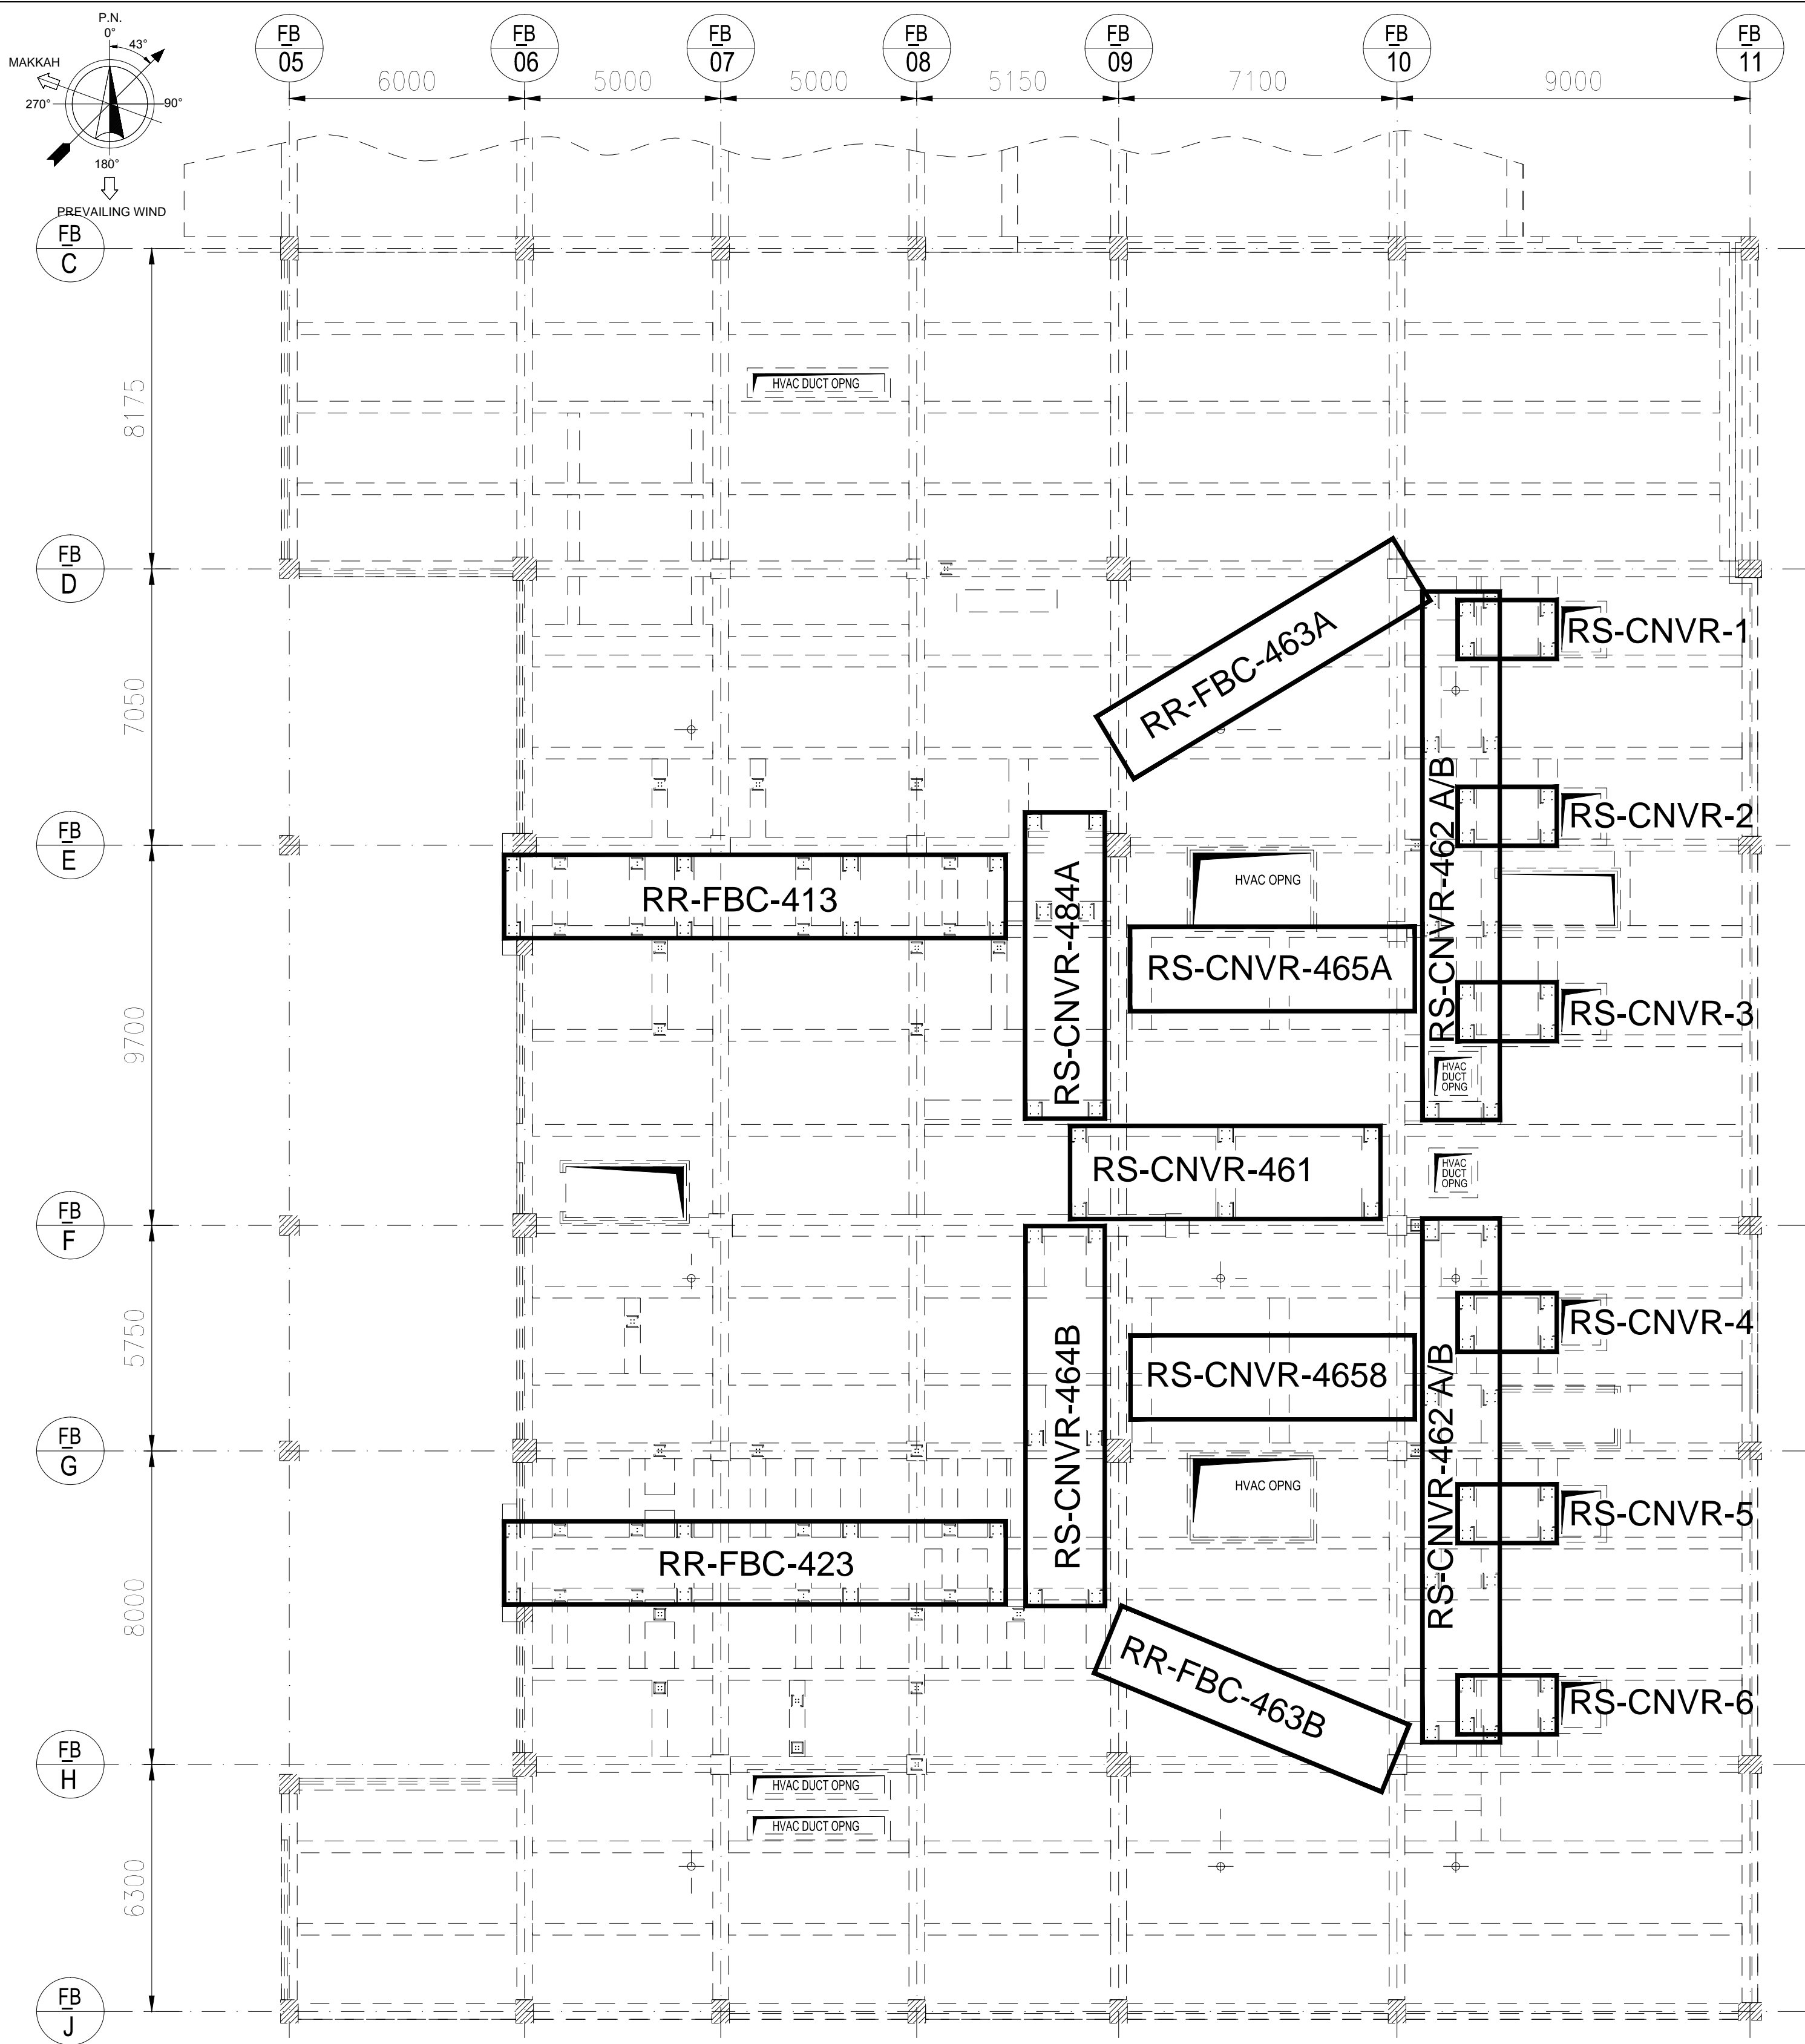 P.N.
0°
43°
MAKKAH
270°
90°
180°
PREVAILING WIND
FB
05
FB
06
FB
07
FB
08
FB
09
FB
10
FB
11
6000
5000
5000
5150
7100
9000
FB
C
8175
HVAC DUCT OPNG
FB
D
RS-CNVR-1
RR-FBC-463A
7050
RS-CNVR-462 A/B
RS-CNVR-2
FB
E
RR-FBC-413
RS-CNVR-484A
HVAC OPNG
RS-CNVR-465A
RS-CNVR-3
9700
HVAC
DUCT
OPNG
RS-CNVR-461
HVAC
DUCT
OPNG
FB
F
RS-CNVR-4
5750
RS-CNVR-464B
RS-CNVR-4658
RS-CNVR-462 A/B
FB
G
HVAC OPNG
RS-CNVR-5
RR-FBC-423
8000
RR-FBC-463B
RS-CNVR-6
FB
H
HVAC DUCT OPNG
HVAC DUCT OPNG
6300
FB
J